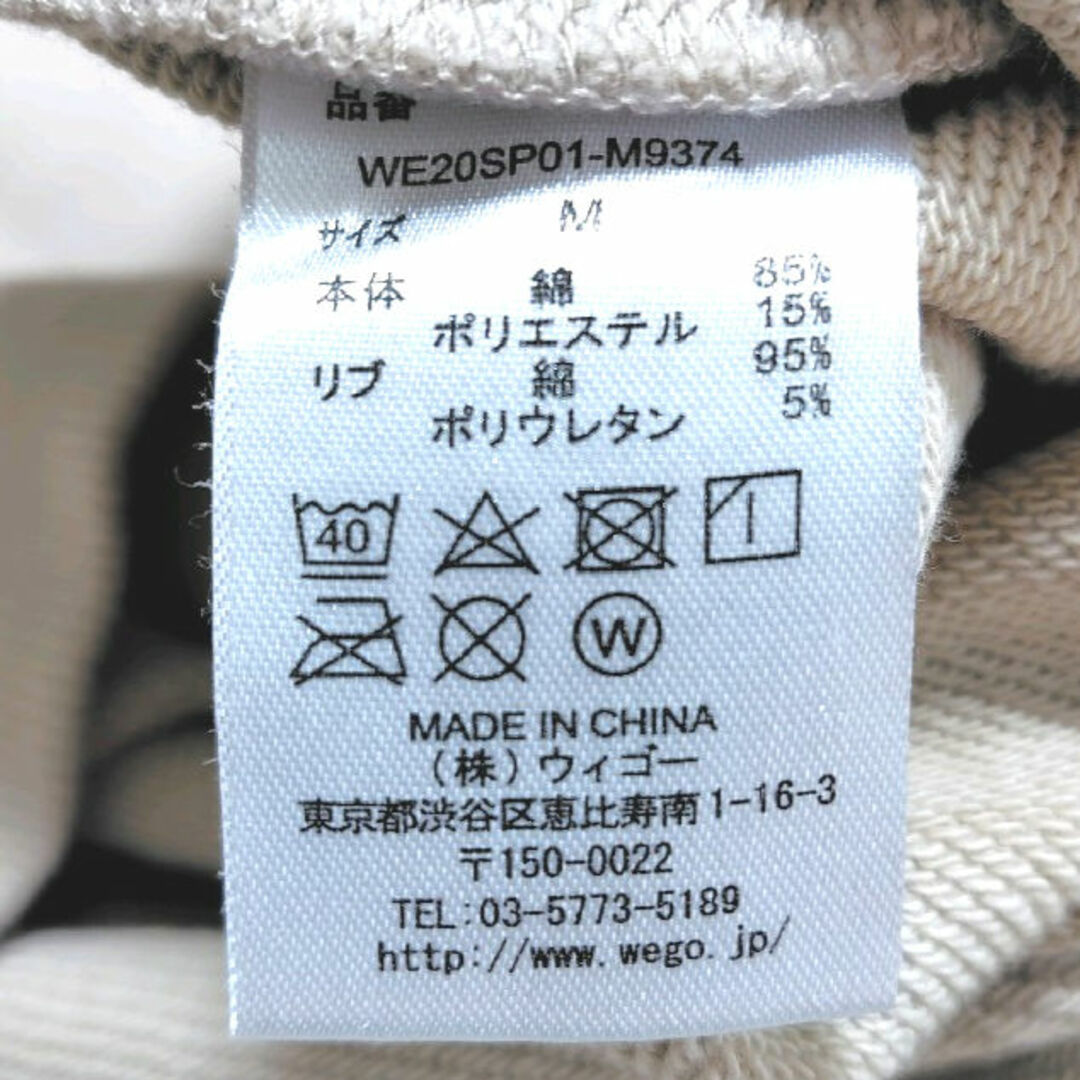 品番
WE20SP01-M9374
サイズ M
本体 綿 85%
ポリエステル 15%
リブ 綿 95%
ポリウレタン 5%
40
W
MADE IN CHINA
(株)ウィゴー
東京都渋谷区恵比寿南1-16-3
〒150-0022
TEL:03-5773-5189
http://www.wego.jp/